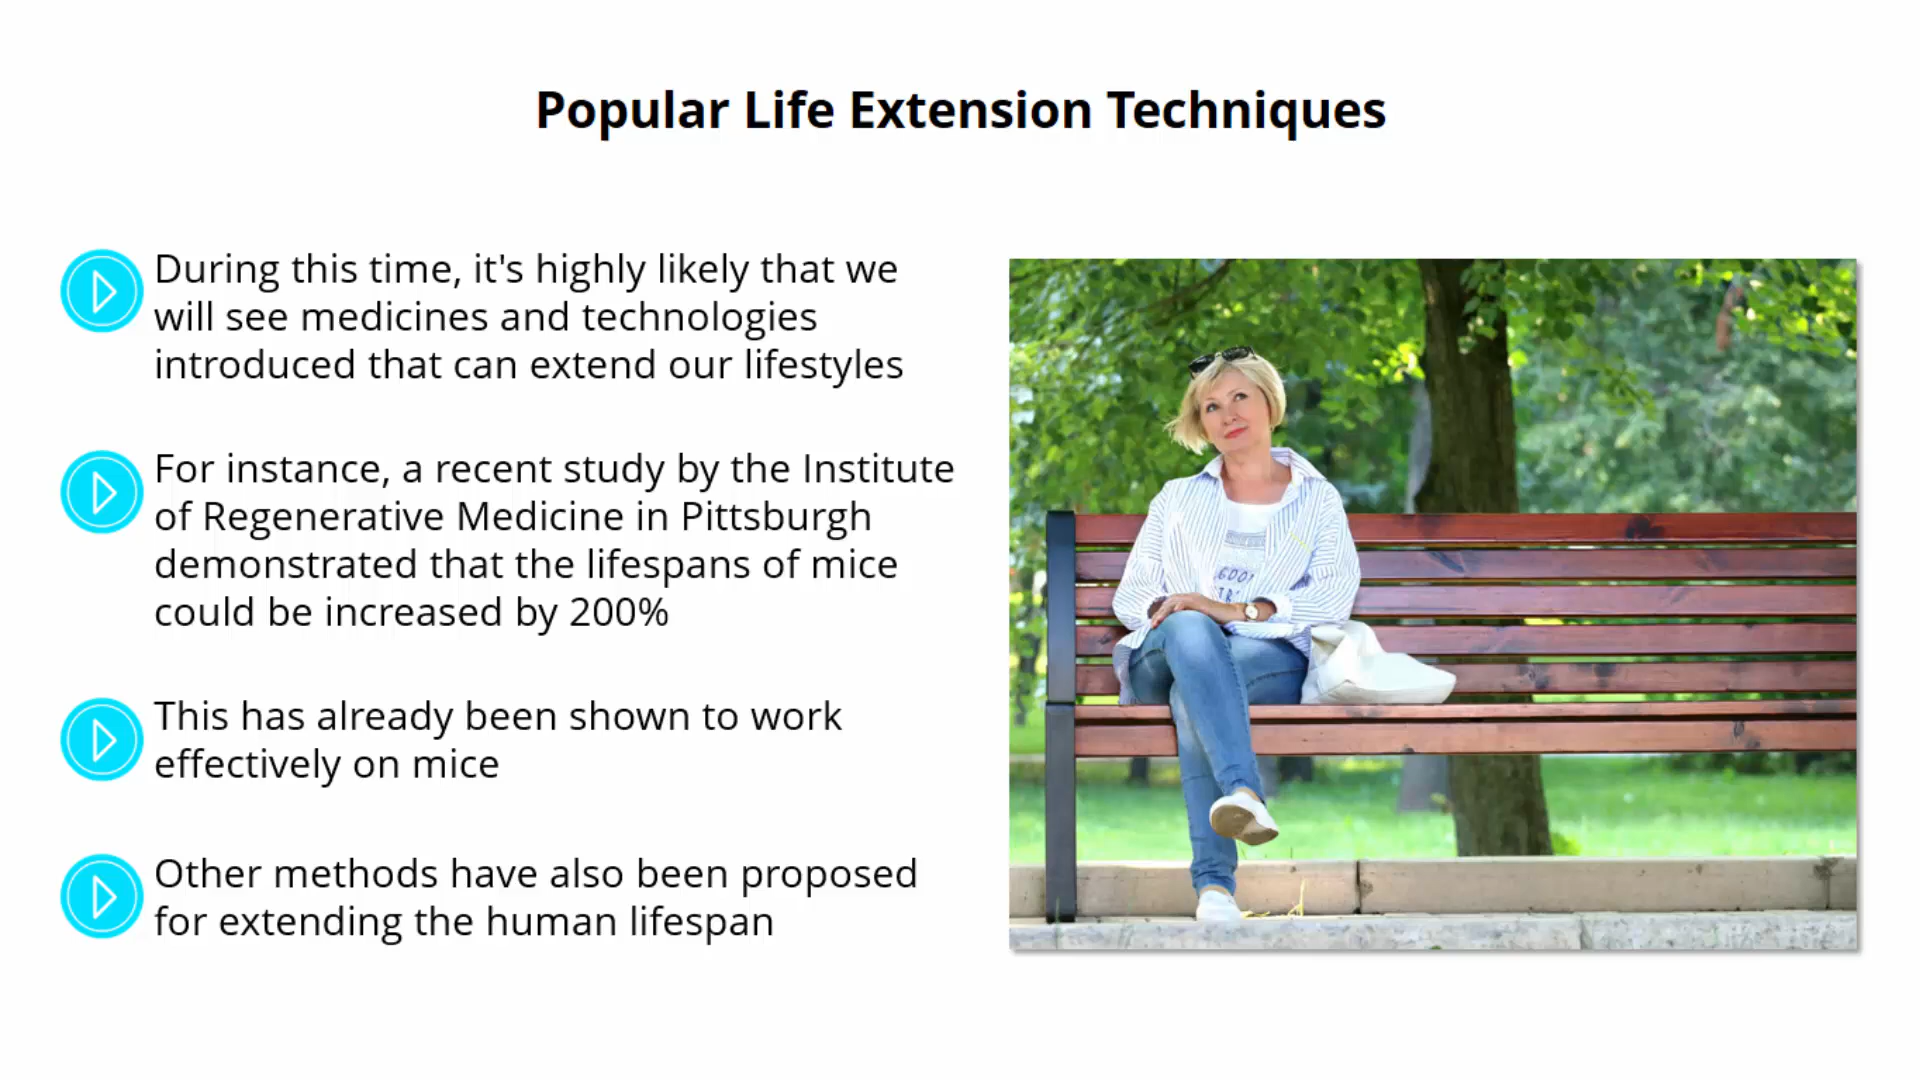 Popular Life Extension Techniques
During this time, it's highly likely that we
will see medicines and technologies
introduced that can extend our lifestyles
For instance, a recent study by the Institute
of Regenerative Medicine in Pittsburgh
demonstrated that the lifespans of mice
could be increased by 200%
This has already been shown to work
effectively on mice
Other methods have also been proposed
for extending the human lifespan